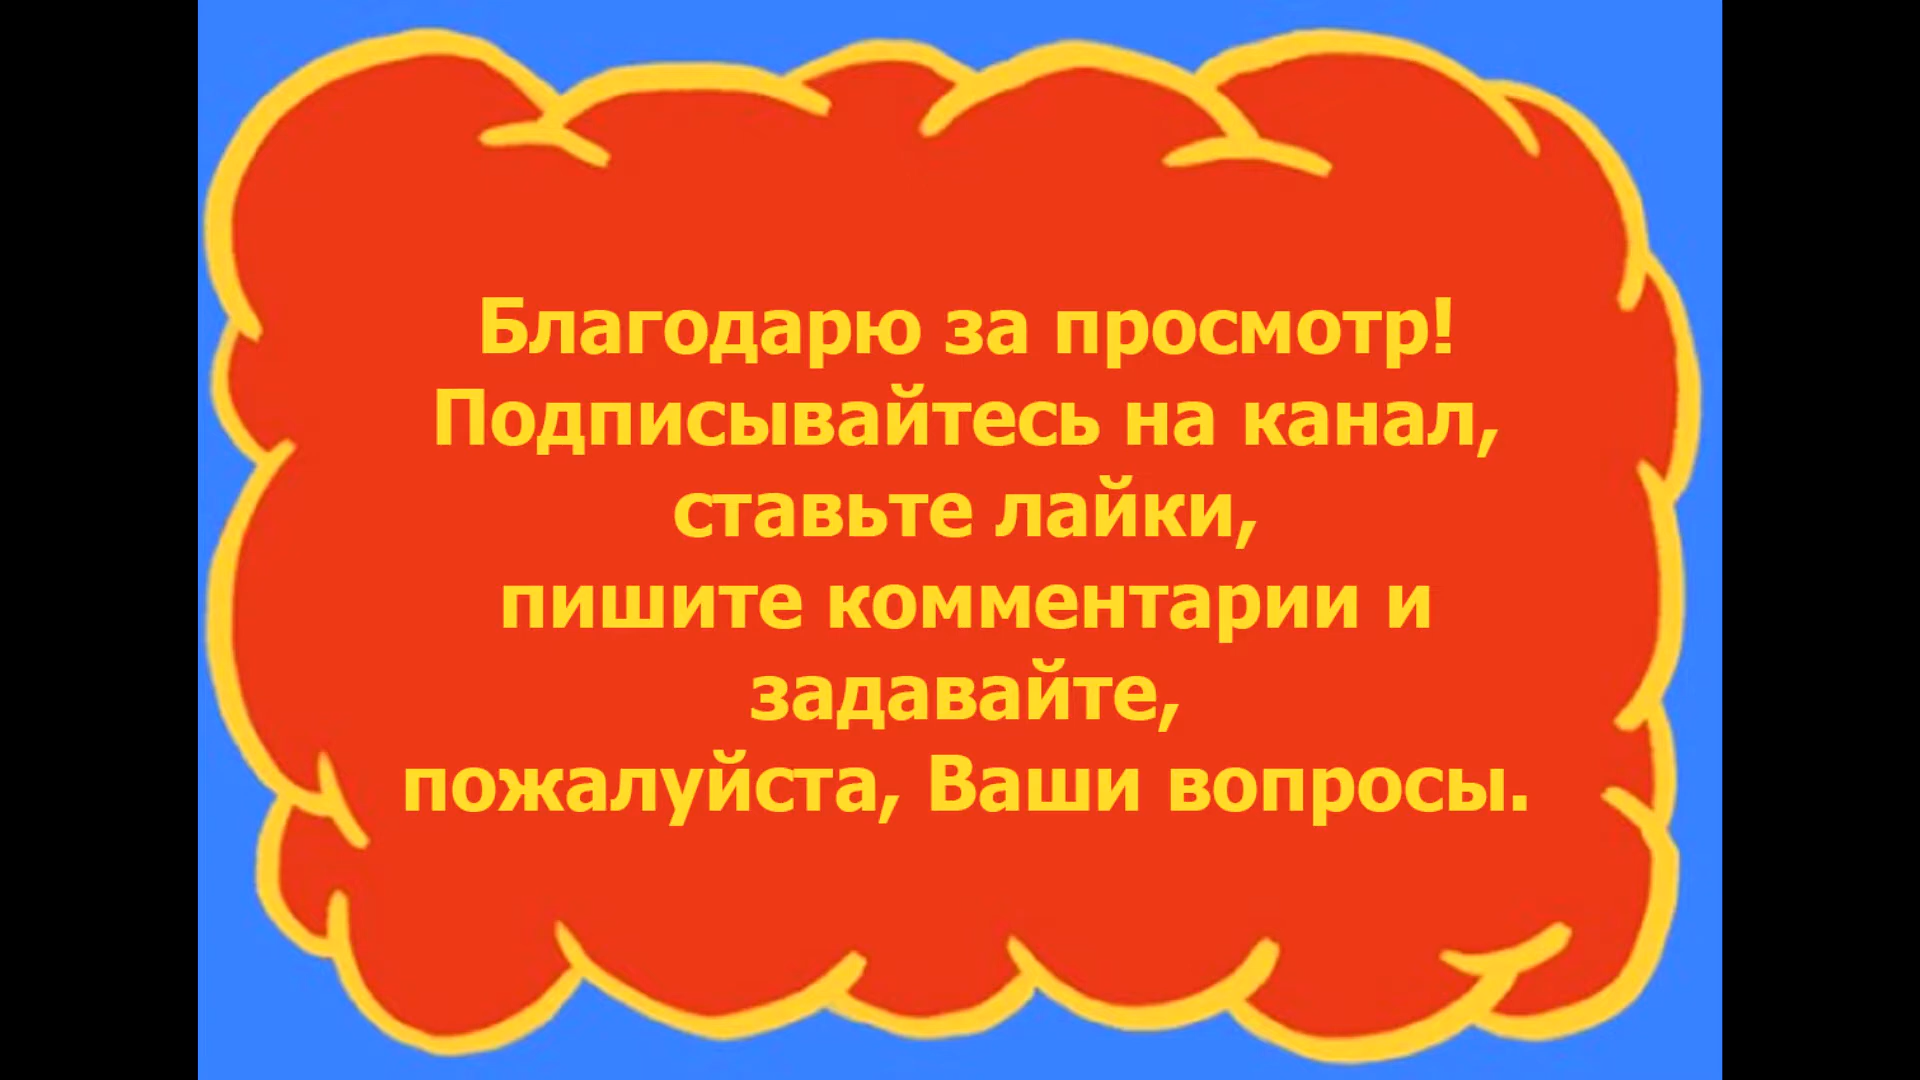 Благодарю за просмотр!
Подписывайтесь на канал,
ставьте лайки,
пишите комментарии и
задавайте,
пожалуйста, Ваши вопросы.